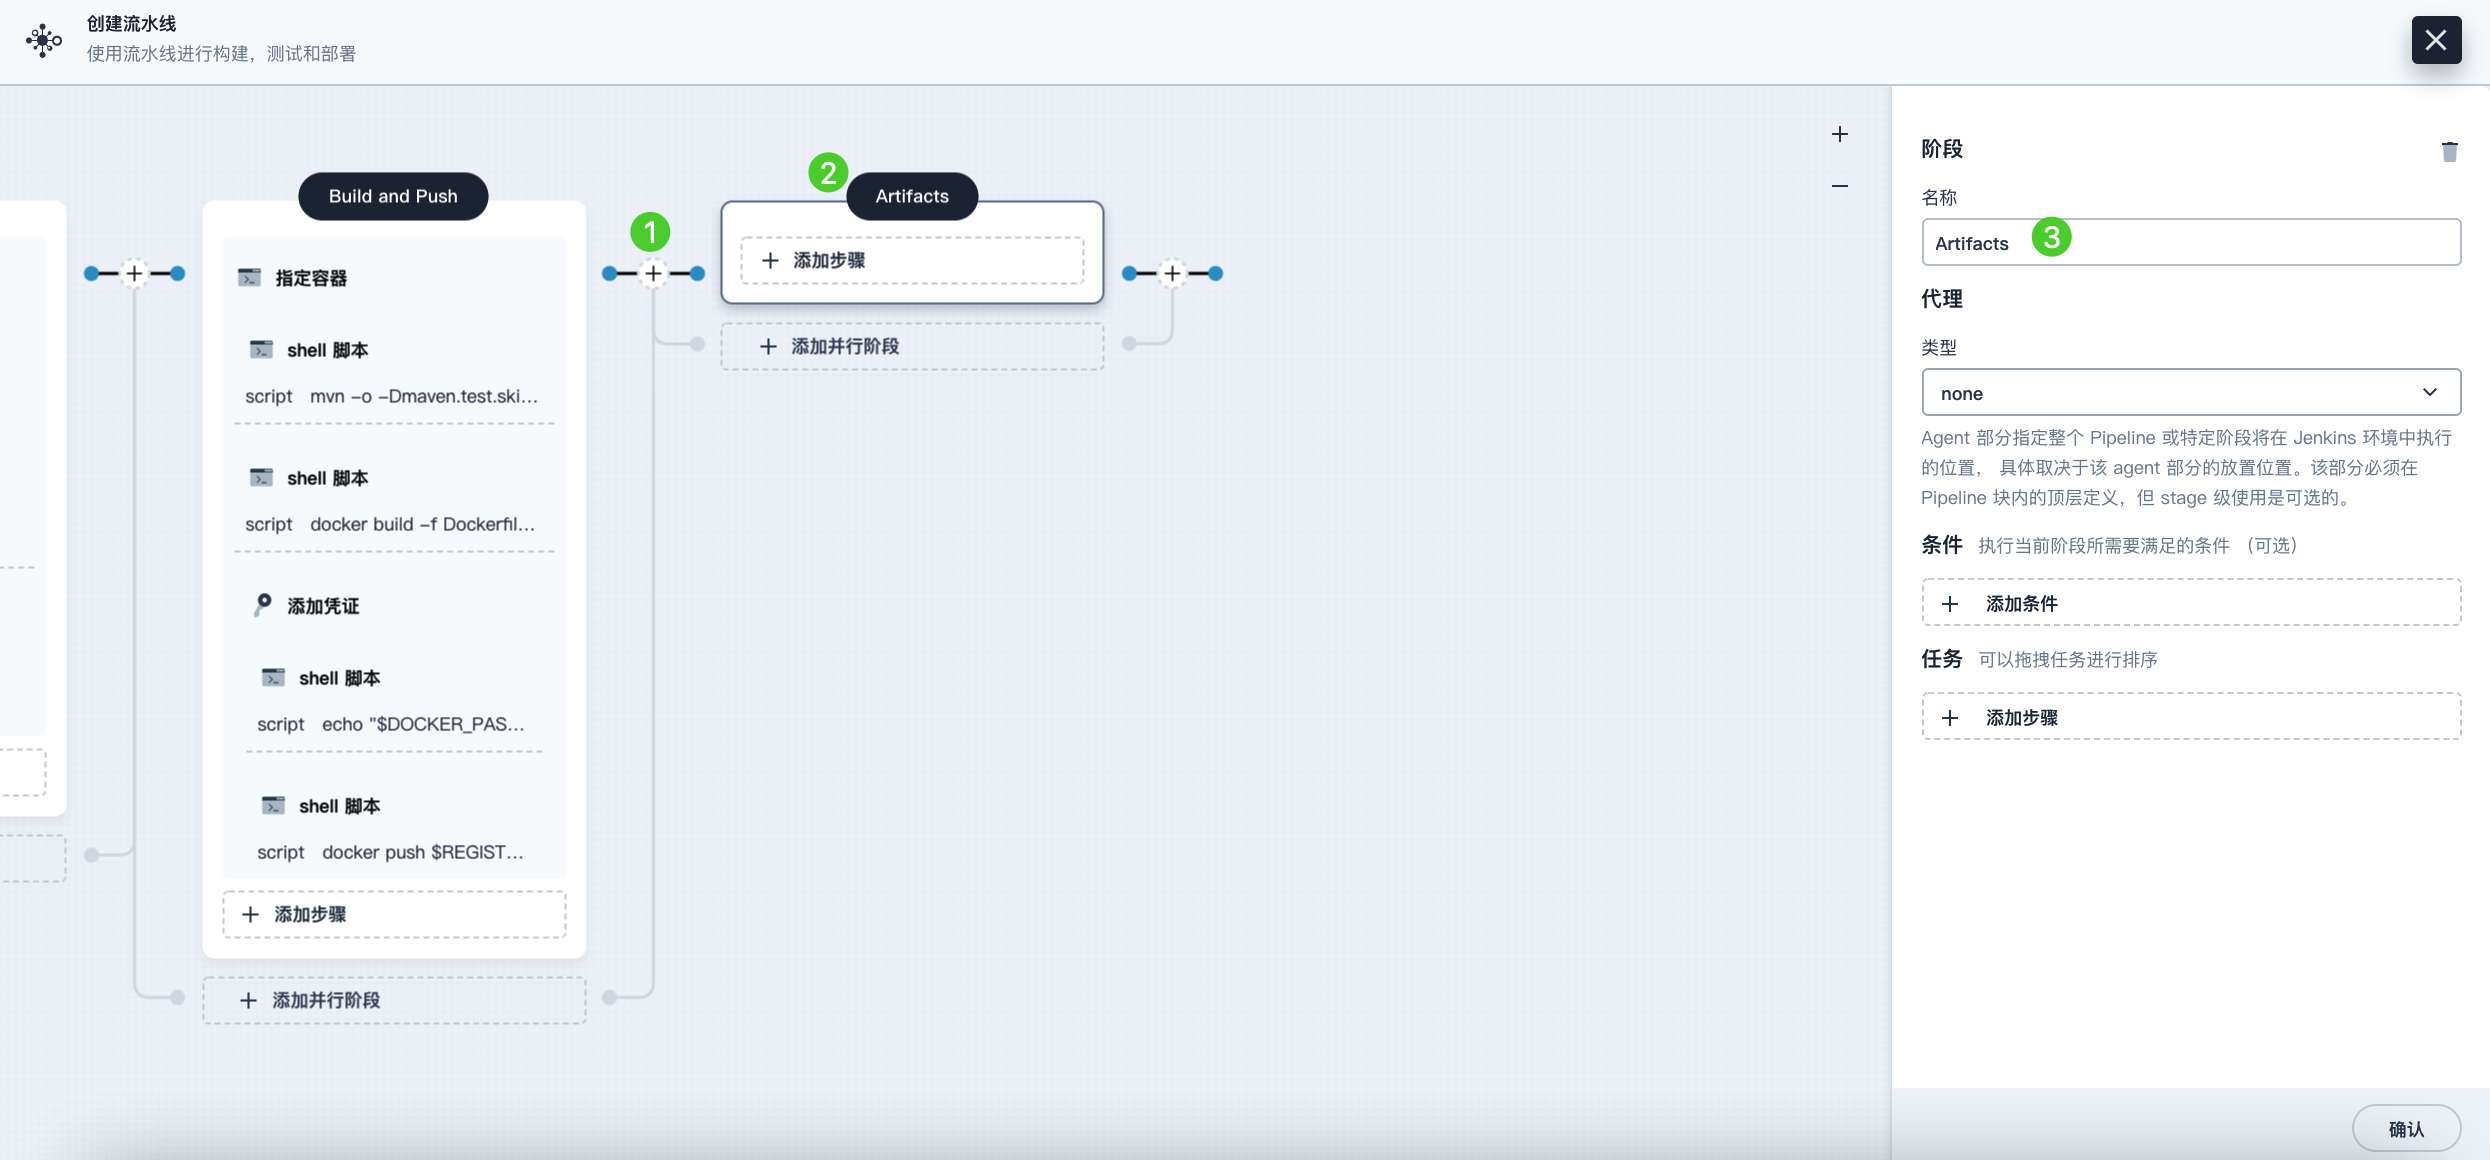 创建流水线
使用流水线进行构建，测试和部署
Build and Push
指定容器
shell 脚本
script mvn -o -Dmaven.test.ski...
shell 脚本
script docker build -f Dockerfil...
添加凭证
shell 脚本
script echo "$DOCKER_PAS...
shell 脚本
script docker push $REGIST...
添加步骤
添加并行阶段
1
2
Artifacts
添加步骤
添加并行阶段
阶段
名称
Artifacts
3
代理
类型
none
Agent 部分指定整个 Pipeline 或特定阶段将在 Jenkins 环境中执行
的位置， 具体取决于该 agent 部分的放置位置。该部分必须在
Pipeline 块内的顶层定义，但 stage 级使用是可选的。
条件 执行当前阶段所需要满足的条件 （可选）
添加条件
任务 可以拖拽任务进行排序
添加步骤
确认